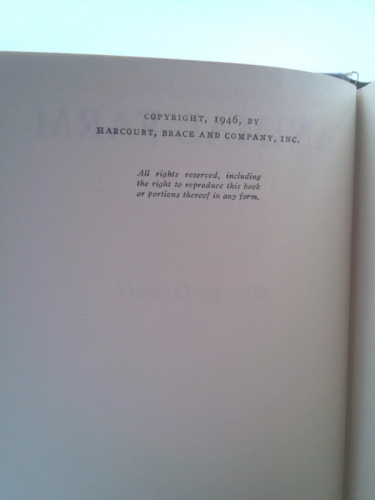 COPYRIGHT, 1946, BY
HARCOURT, BRACE AND COMPANY, INC.
All rights reserved, including
the right to reproduce this book
or portions thereof in any form.